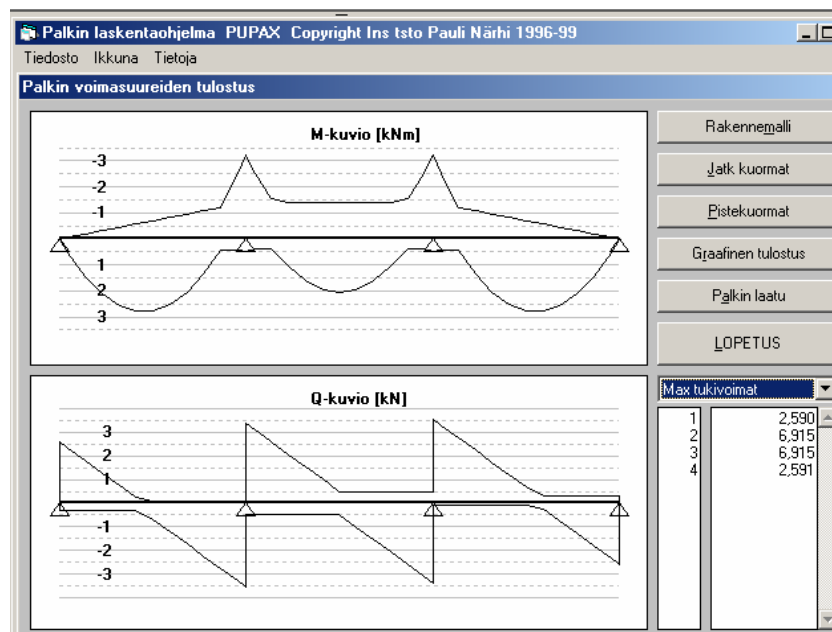 Palkin laskentaohjelma PUPAX Copyright Ins tsto Pauli Närhi 1996-99
Tiedosto Ikkuna Tietoja
Palkin voimasuureiden tulostus
M-kuvio [kNm]
-3
-2
-1
1
2
3
Q-kuvio [kN]
3
2
1
-1
-2
-3
Rakennemalli
Jatk kuormat
Pistekuormat
Graafinen tulostus
Palkin laatu
LOPETUS
Max tukivoimat
1 2,590
2 6,915
3 6,915
4 2,591